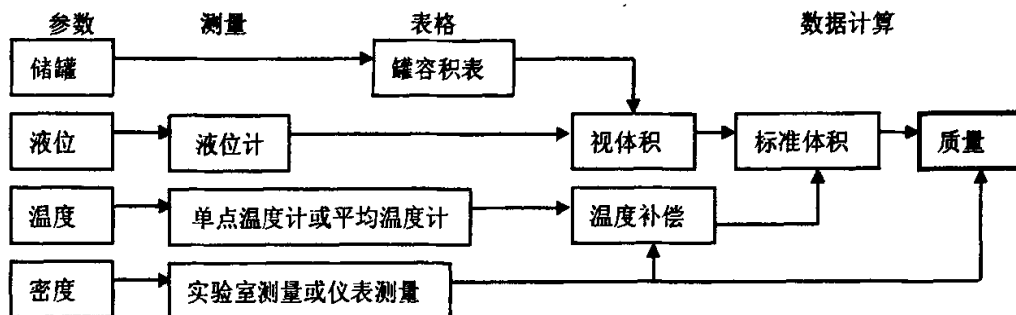 参数 测量 表格 数据计算
储罐 罐容积表
液位 液位计 视体积 标准体积 质量
温度 单点温度计或平均温度计 温度补偿
密度 实验室测量或仪表测量